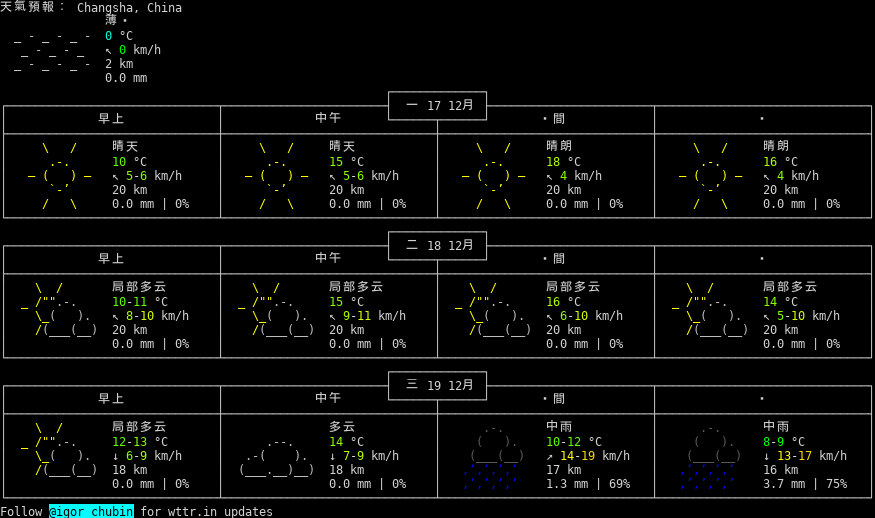 天氣預報： Changsha, China
薄
0 °C
↖ 0 km/h
2 km
0.0 mm
一 17 12月
早上 中午 間
晴天 晴天 晴朗 晴朗
10 °C 15 °C 18 °C 16 °C
↖ 5-6 km/h ↖ 5-6 km/h ↖ 4 km/h ↖ 4 km/h
20 km 20 km 20 km 20 km
0.0 mm | 0% 0.0 mm | 0% 0.0 mm | 0% 0.0 mm | 0%
二 18 12月
早上 中午 間
局部多云 局部多云 局部多云 局部多云
10-11 °C 15 °C 16 °C 14 °C
↖ 8-10 km/h ↖ 9-11 km/h ↖ 6-10 km/h ↖ 5-10 km/h
20 km 20 km 20 km 20 km
0.0 mm | 0% 0.0 mm | 0% 0.0 mm | 0% 0.0 mm | 0%
三 19 12月
早上 中午 間
局部多云 多云 中雨 中雨
12-13 °C 14 °C 10-12 °C 8-9 °C
↓ 6-9 km/h ↓ 7-9 km/h ↗ 14-19 km/h ↓ 13-17 km/h
18 km 18 km 17 km 16 km
0.0 mm | 0% 0.0 mm | 0% 1.3 mm | 69% 3.7 mm | 75%
Follow @igor_chubin for wttr.in updates